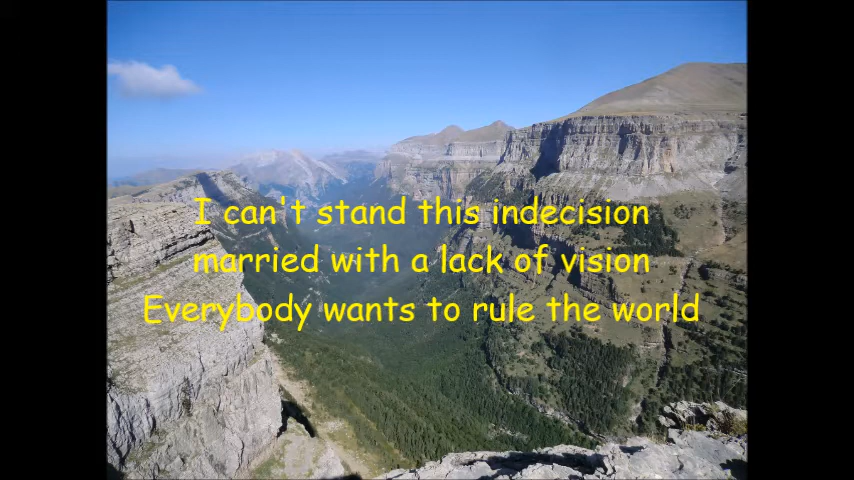 I can't stand this indecision
married with a lack of vision
Everybody wants to rule the world